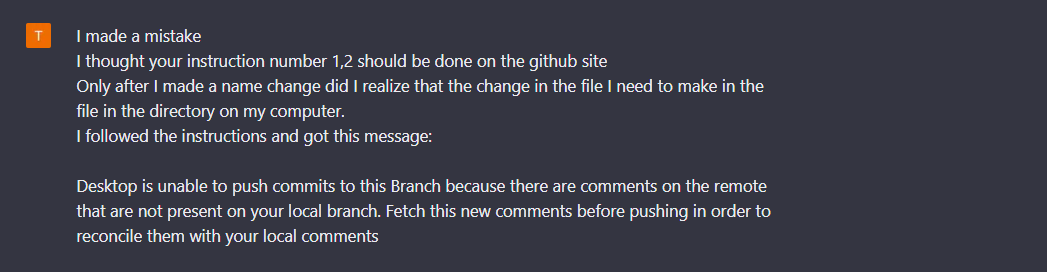 T
I made a mistake
I thought your instruction number 1,2 should be done on the github site
Only after I made a name change did I realize that the change in the file I need to make in the
file in the directory on my computer.
I followed the instructions and got this message:
Desktop is unable to push commits to this Branch because there are comments on the remote
that are not present on your local branch. Fetch this new comments before pushing in order to
reconcile them with your local comments